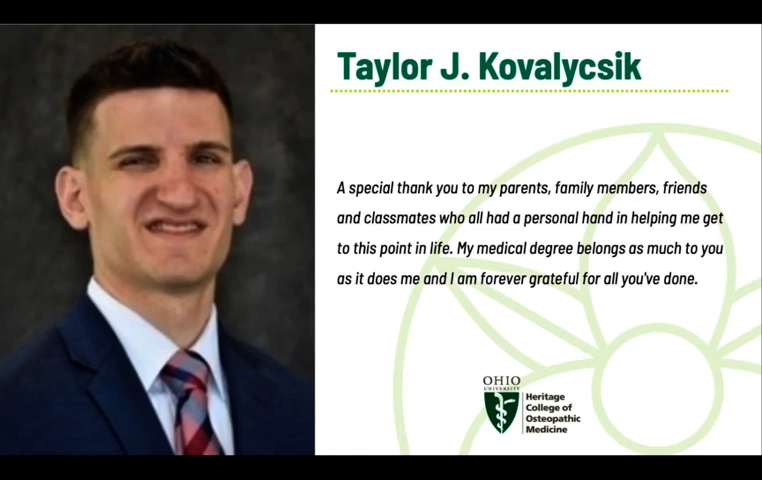 Taylor J. Kovalycsik
A special thank you to my parents, family members, friends
and classmates who all had a personal hand in helping me get
to this point in life. My medical degree belongs as much to you
as it does me and I am forever grateful for all you've done.
OHIO
UNIVERSITY
Heritage
College of
Osteopathic
Medicine